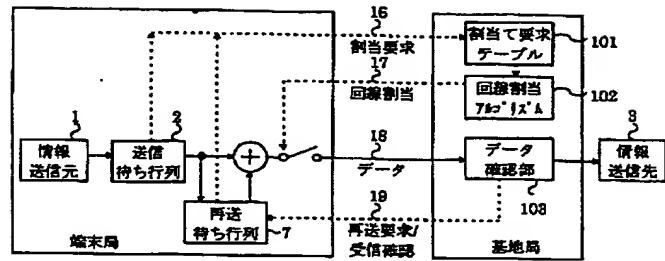 16
割当要求
割当て要求
テーブル
101
17
回線割当
回線割当
アルゴリズム
102
1
情報
送信元
2
送信
待ち行列
18
データ
データ
確認部
103
3
情報
送信先
再送
待ち行列
7
19
再送要求/
受信確認
端末局
基地局